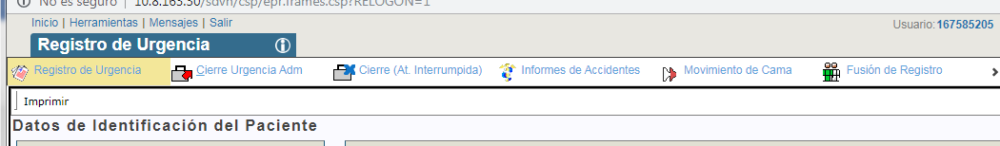 No es seguro | 10.8.163.50/sdvn/csp/epr.frames.csp?RELOGON=1
Inicio | Herramientas | Mensajes | Salir
Usuario: 167585205
Registro de Urgencia
Registro de Urgencia Cierre Urgencia Adm Cierre (At. Interrumpida) Informes de Accidentes Movimiento de Cama Fusión de Registro
Imprimir
Datos de Identificación del Paciente